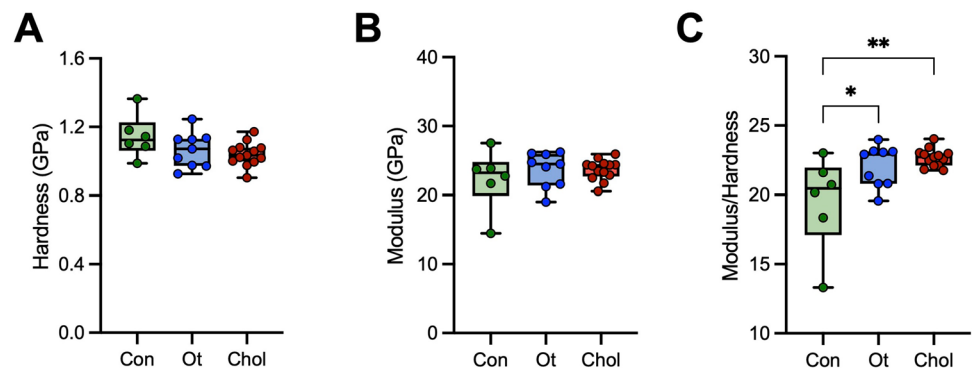 A
Hardness (GPa)
1.6
1.2
0.8
0.4
0.0
Con Ot Chol
B
Modulus (GPa)
40
30
20
10
0
Con Ot Chol
C
Modulus/Hardness
30
25
20
15
10
**
*
Con Ot Chol